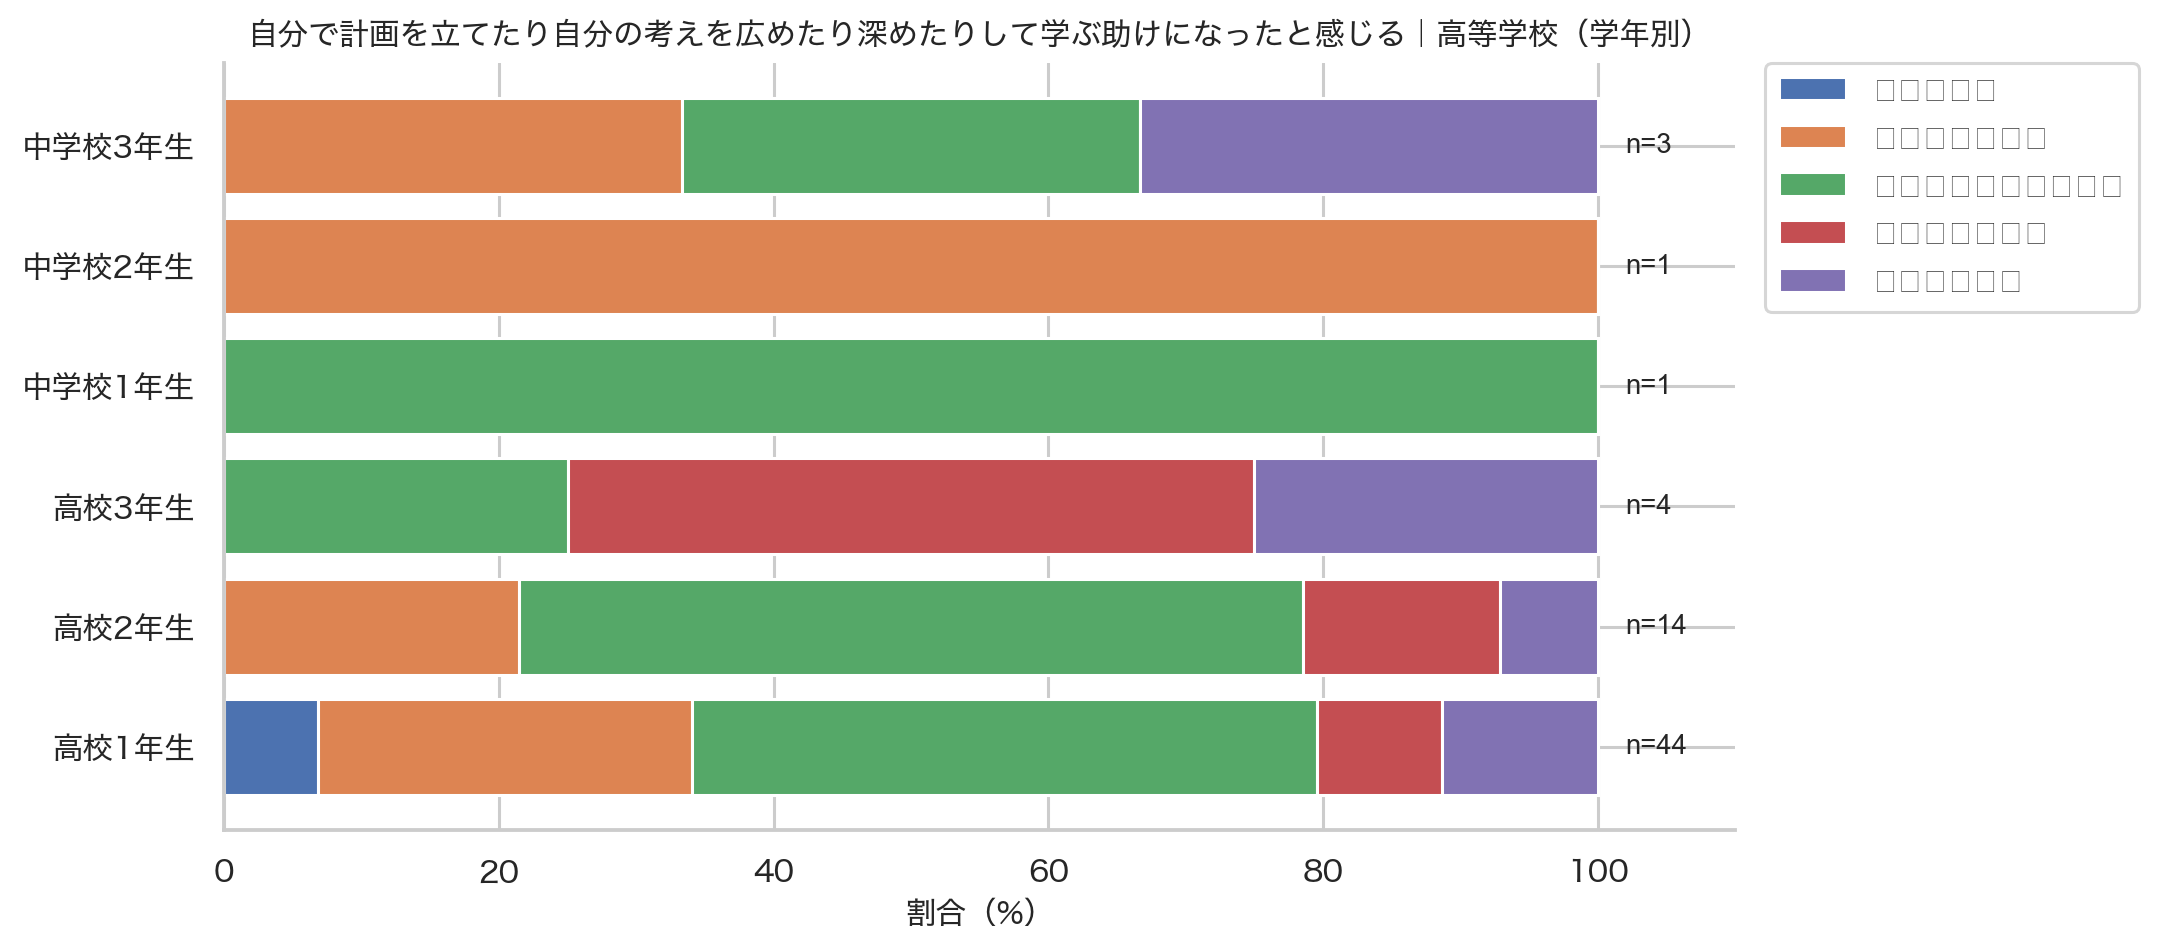 自分で計画を立てたり自分の考えを広めたり深めたりして学ぶ助けになったと感じる｜高等学校（学年別）
中学校3年生
n=3
中学校2年生
n=1
中学校1年生
n=1
高校3年生
n=4
高校2年生
n=14
高校1年生
n=44
0 20 40 60 80 100
割合（%）